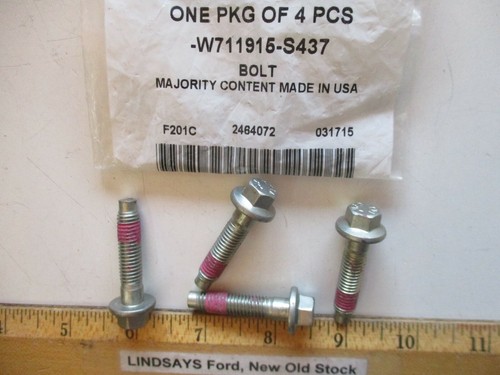 ONE PKG OF 4 PCS
-W711915-S437
BOLT
MAJORITY CONTENT MADE IN USA
F201C 2464072 031715
5 6 7 8 9 10 11
LINDSAYS Ford, New Old Stock